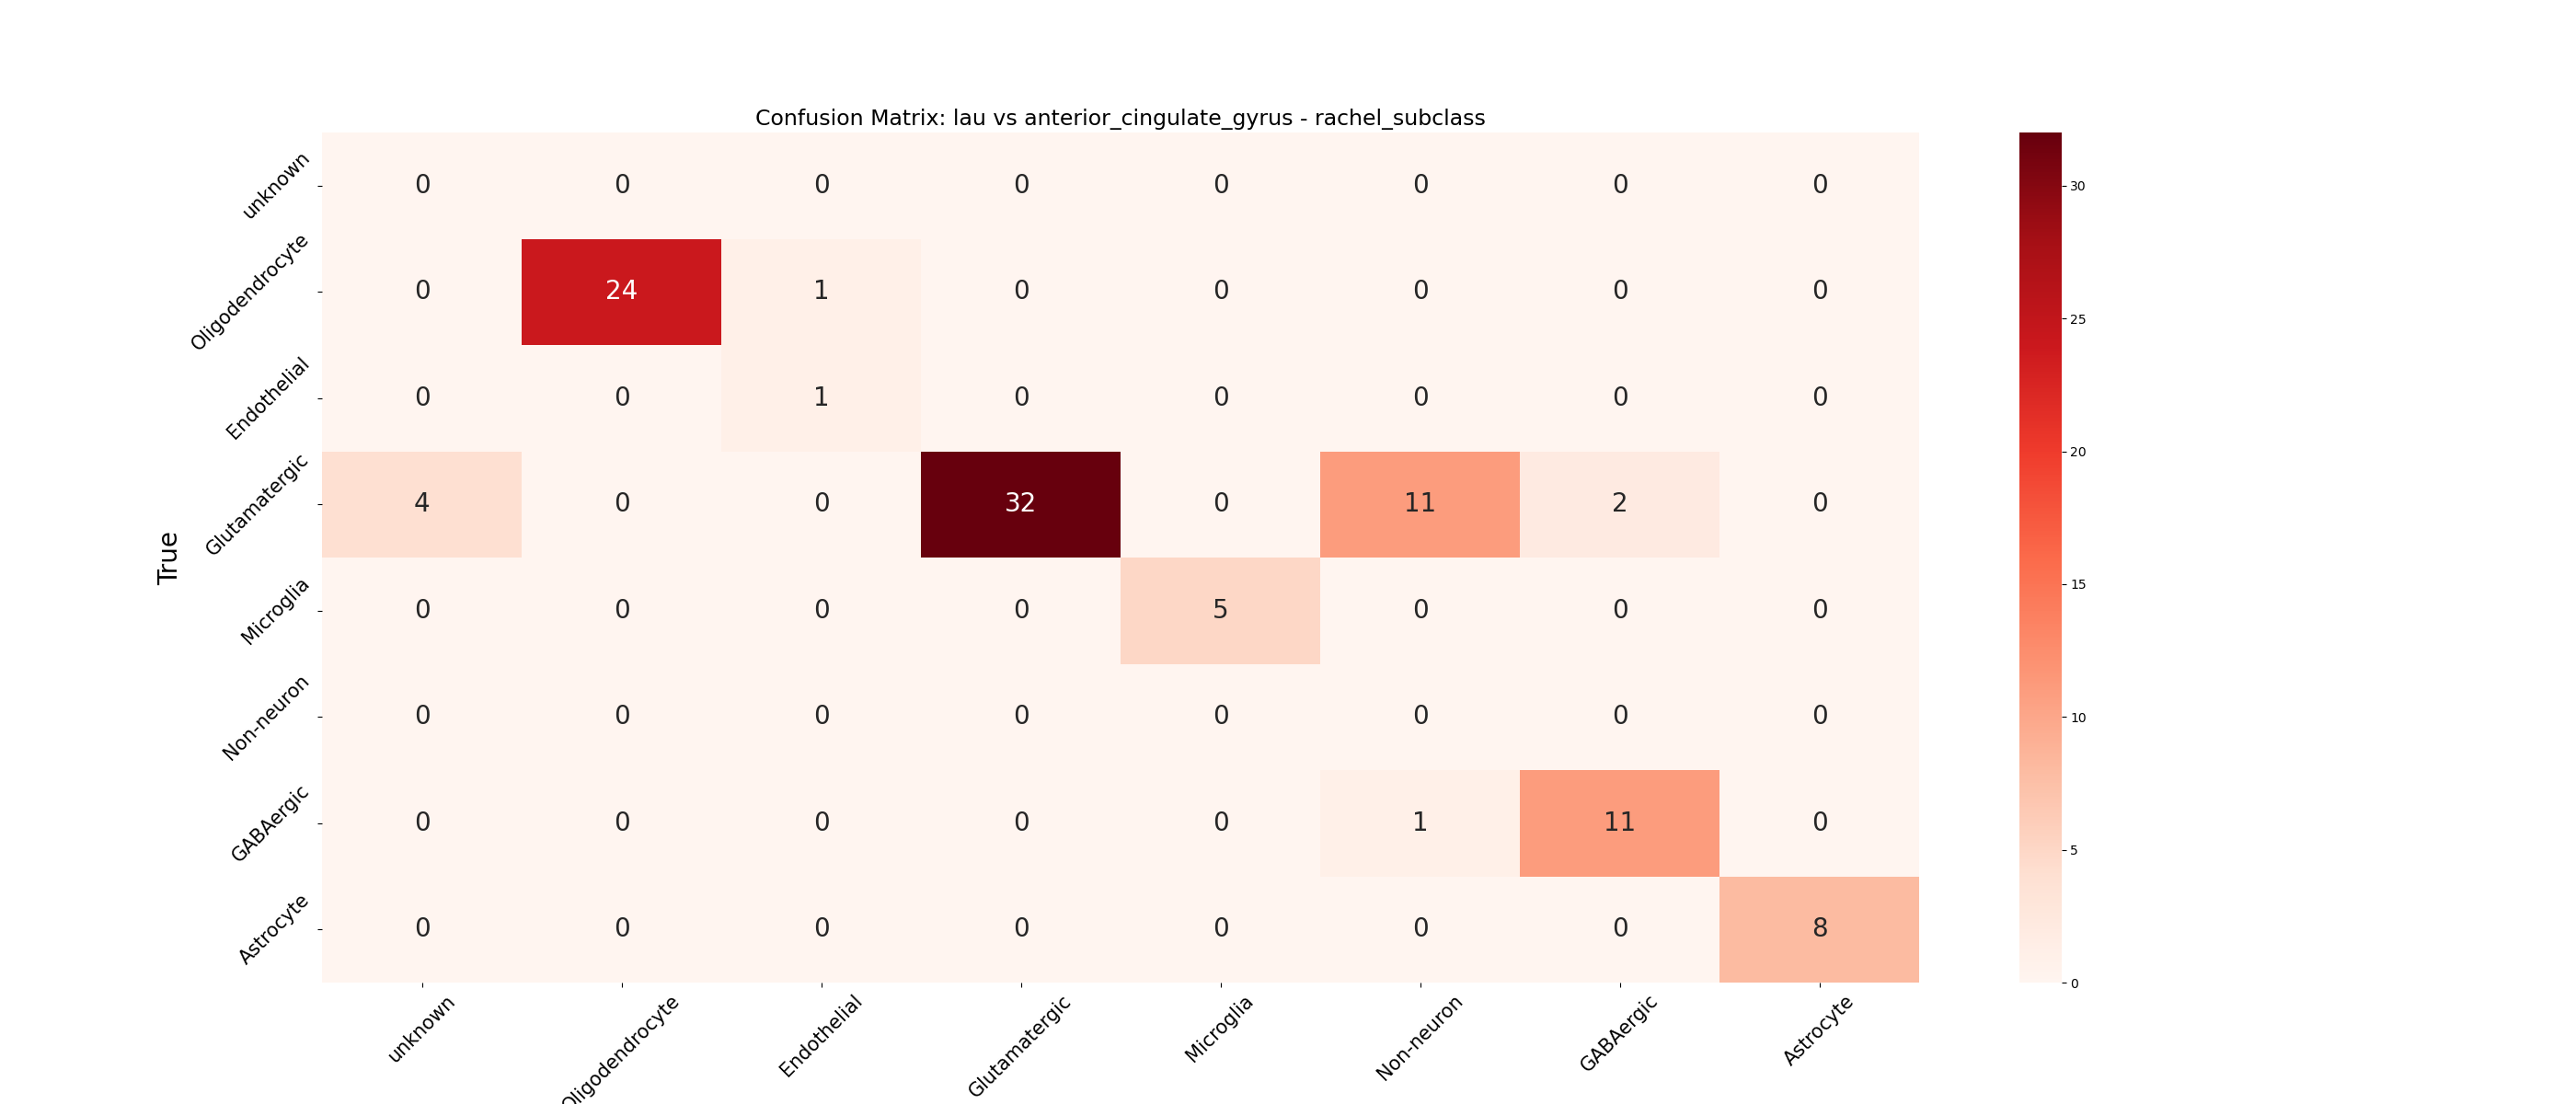 Confusion Matrix: lau vs anterior_cingulate_gyrus - rachel_subclass
True
unknown 0 0 0 0 0 0 0 0
Oligodendrocyte 0 24 1 0 0 0 0 0
Endothelial 0 0 1 0 0 0 0 0
Glutamatergic 4 0 0 32 0 11 2 0
Microglia 0 0 0 0 5 0 0 0
Non-neuron 0 0 0 0 0 0 0 0
GABAergic 0 0 0 0 0 1 11 0
Astrocyte 0 0 0 0 0 0 0 8
unknown Oligodendrocyte Endothelial Glutamatergic Microglia Non-neuron GABAergic Astrocyte
30
25
20
15
10
5
0